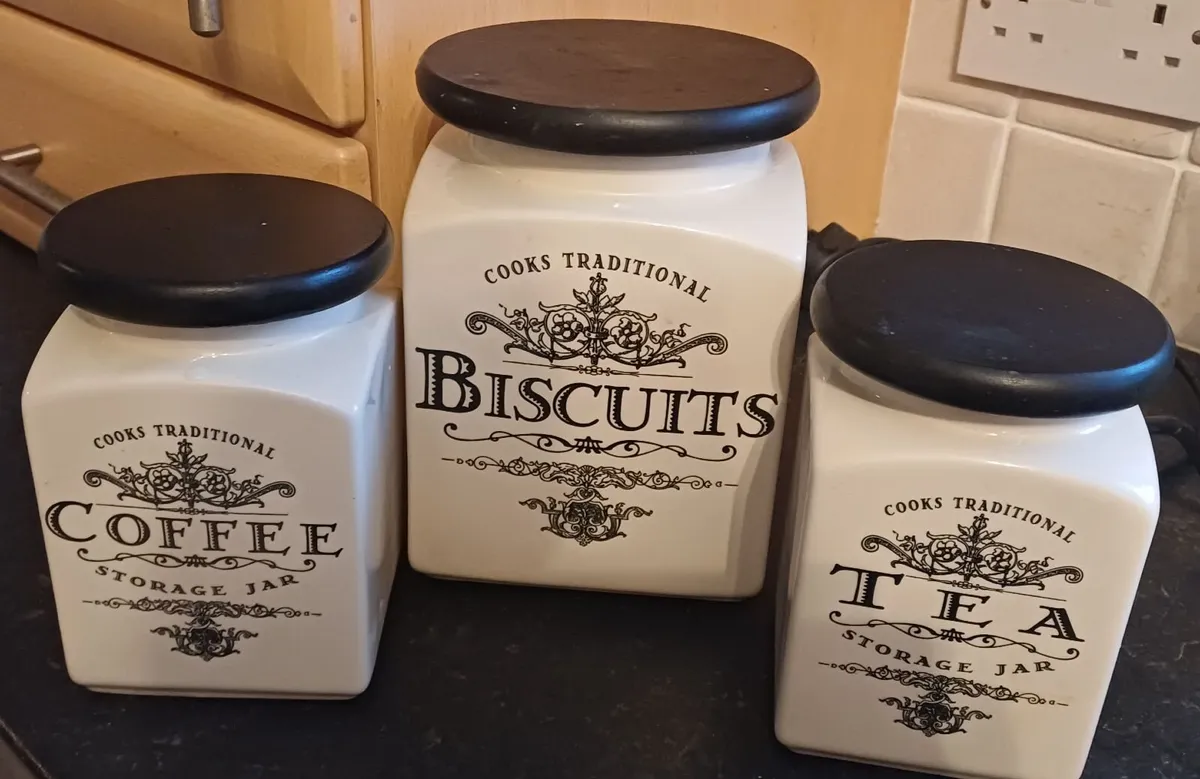 COOKS TRADITIONAL
COFFEE
STORAGE JAR
COOKS TRADITIONAL
BISCUITS
COOKS TRADITIONAL
TEA
STORAGE JAR